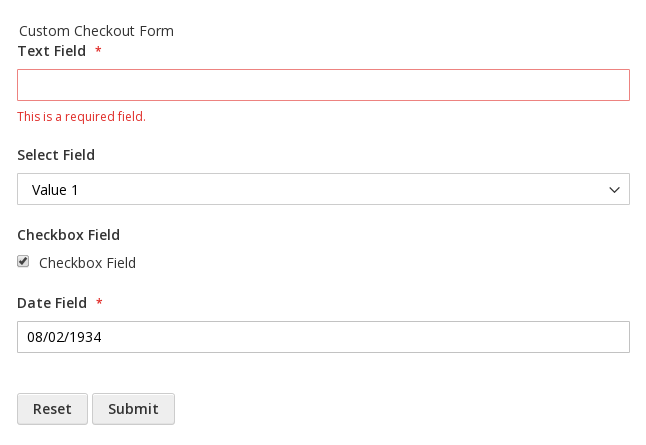 Custom Checkout Form
Text Field *
This is a required field.
Select Field
Value 1
Checkbox Field
Checkbox Field
Date Field *
08/02/1934
Reset Submit